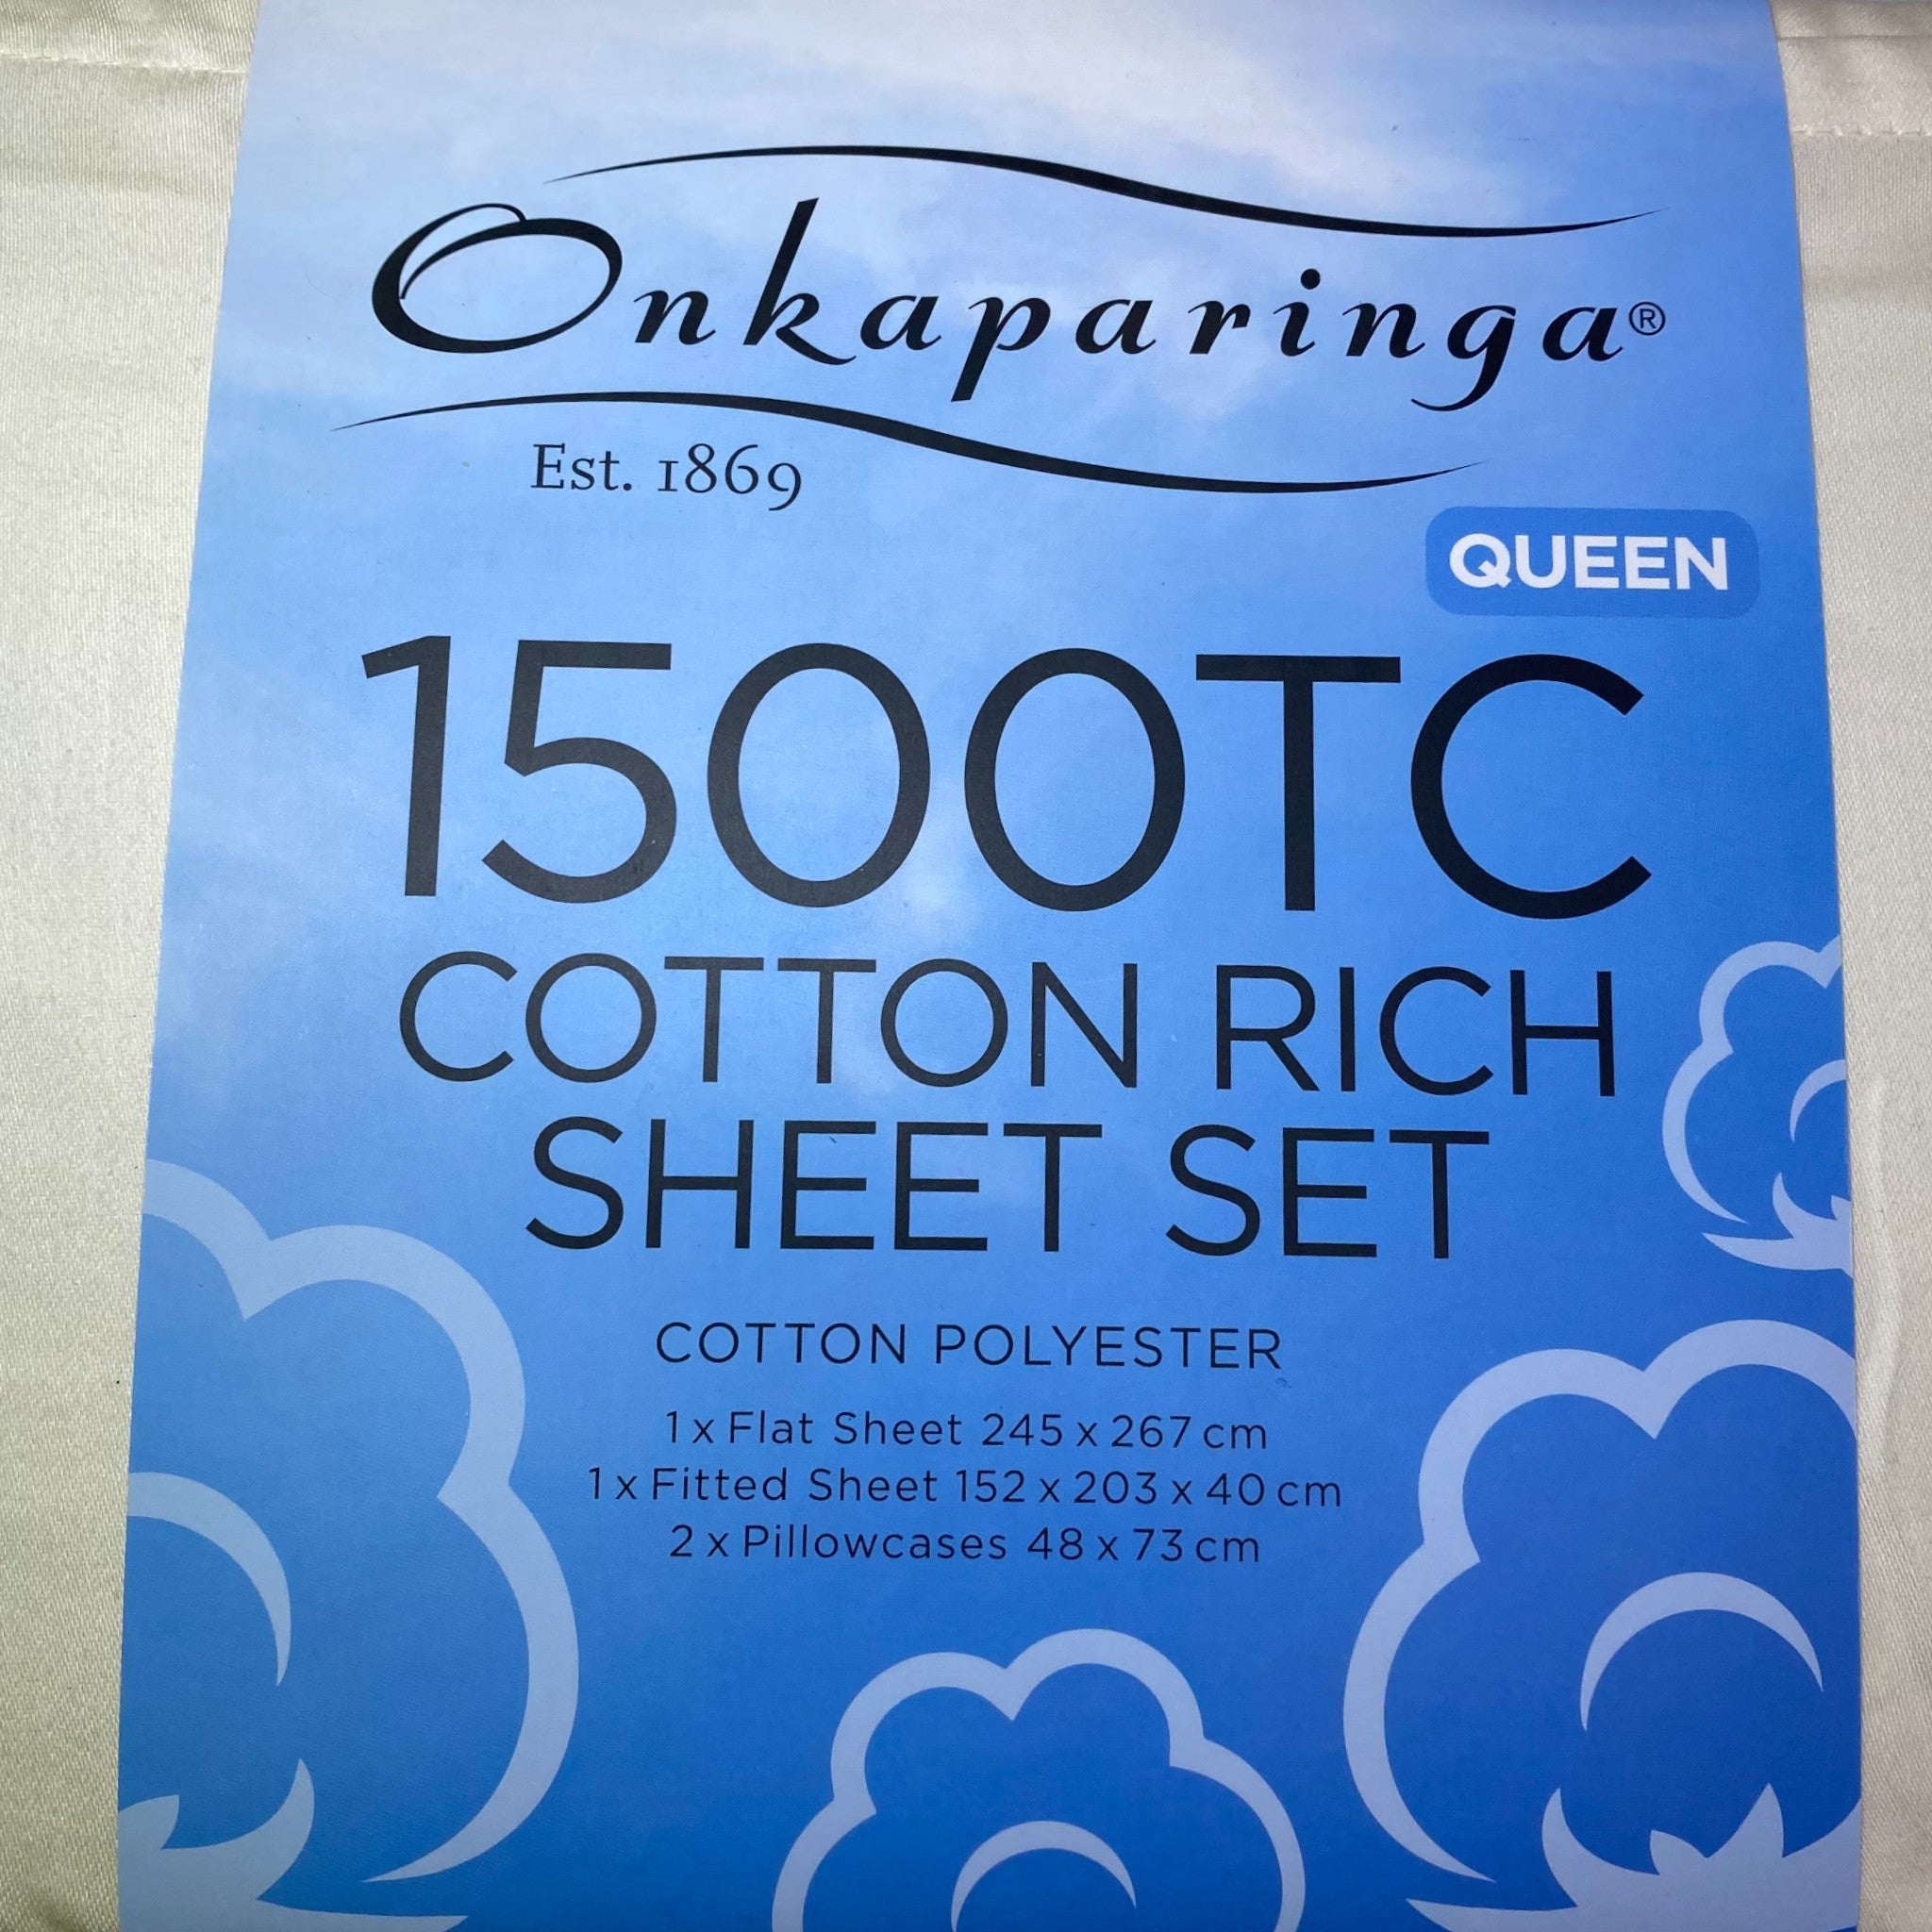 Onkaparinga®
Est. 1869
QUEEN
1500TC
COTTON RICH
SHEET SET
COTTON POLYESTER
1 x Flat Sheet 245 x 267 cm
1 x Fitted Sheet 152 x 203 x 40 cm
2 x Pillowcases 48 x 73 cm